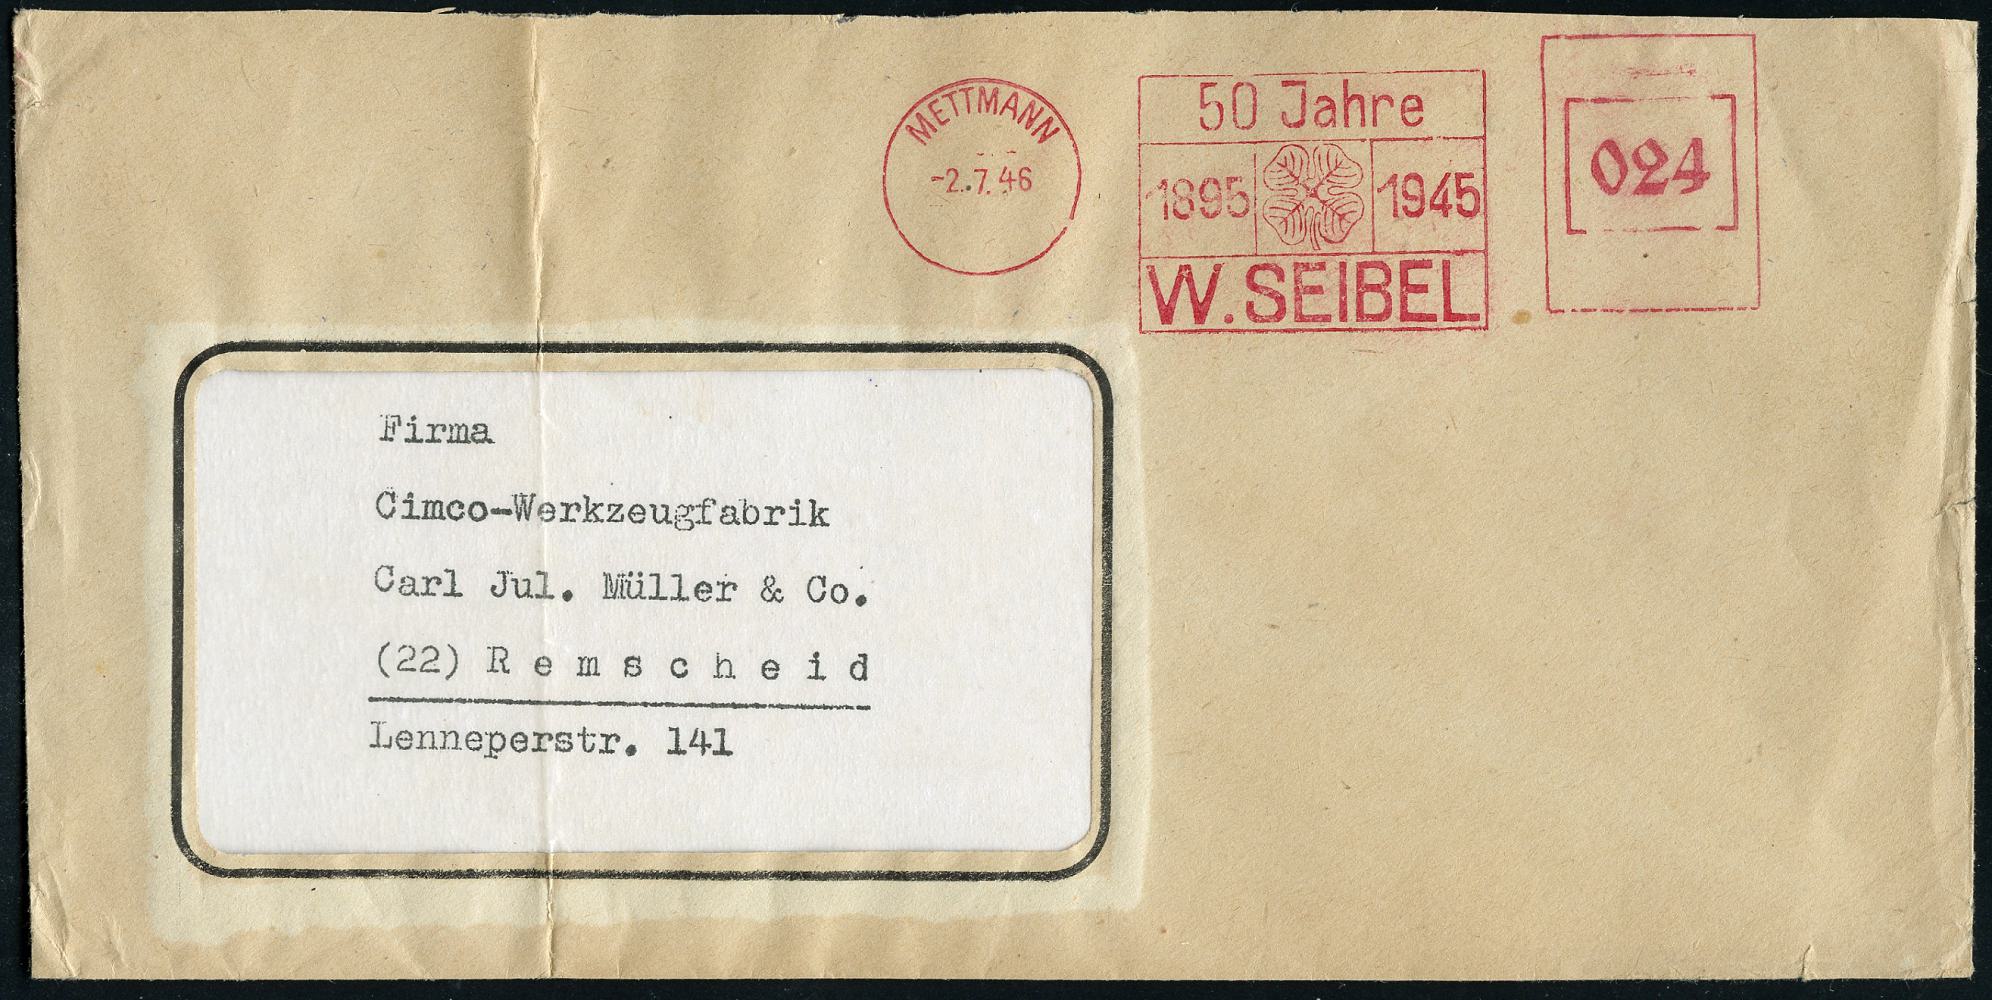 METTMANN
-2.7.46
50 Jahre
1895 1945
W. SEIBEL
024
Firma
Cimco-Werkzeugfabrik
Carl Jul. Müller & Co.
(22) Remscheid
Lenneperstr. 141